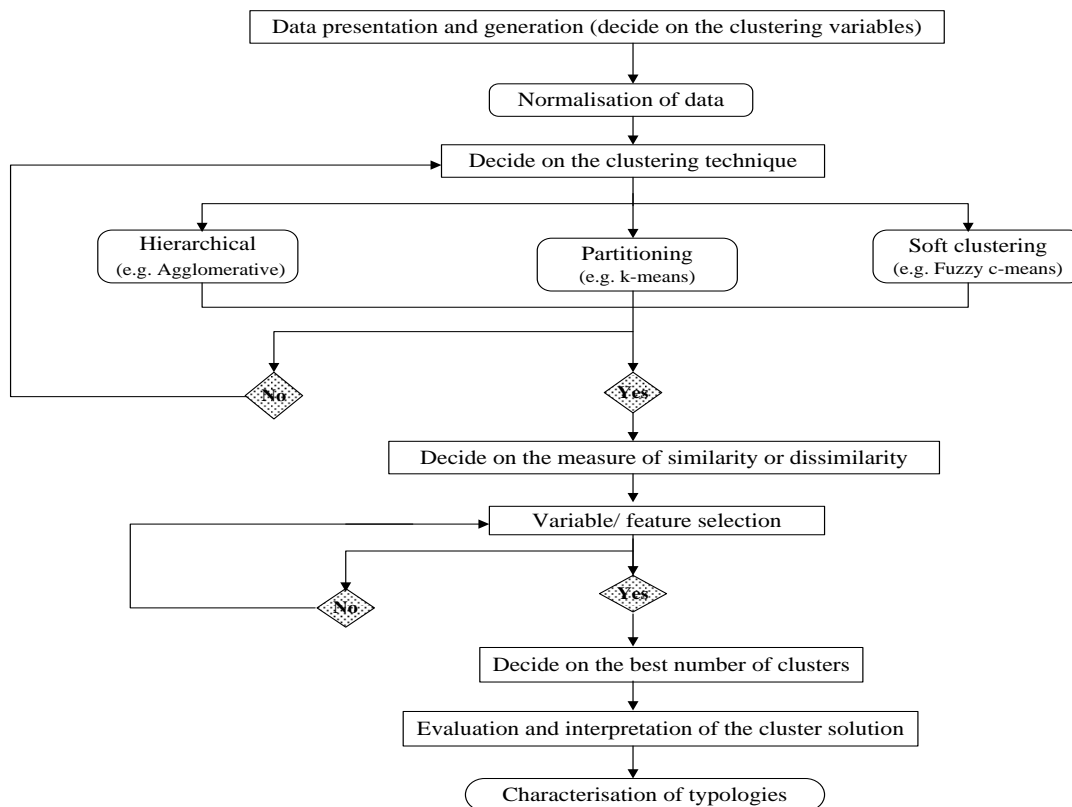 Data presentation and generation (decide on the clustering variables)
Normalisation of data
Decide on the clustering technique
Hierarchical
(e.g. Agglomerative)
Partitioning
(e.g. k-means)
Soft clustering
(e.g. Fuzzy c-means)
No
Yes
Decide on the measure of similarity or dissimilarity
Variable/ feature selection
No
Yes
Decide on the best number of clusters
Evaluation and interpretation of the cluster solution
Characterisation of typologies